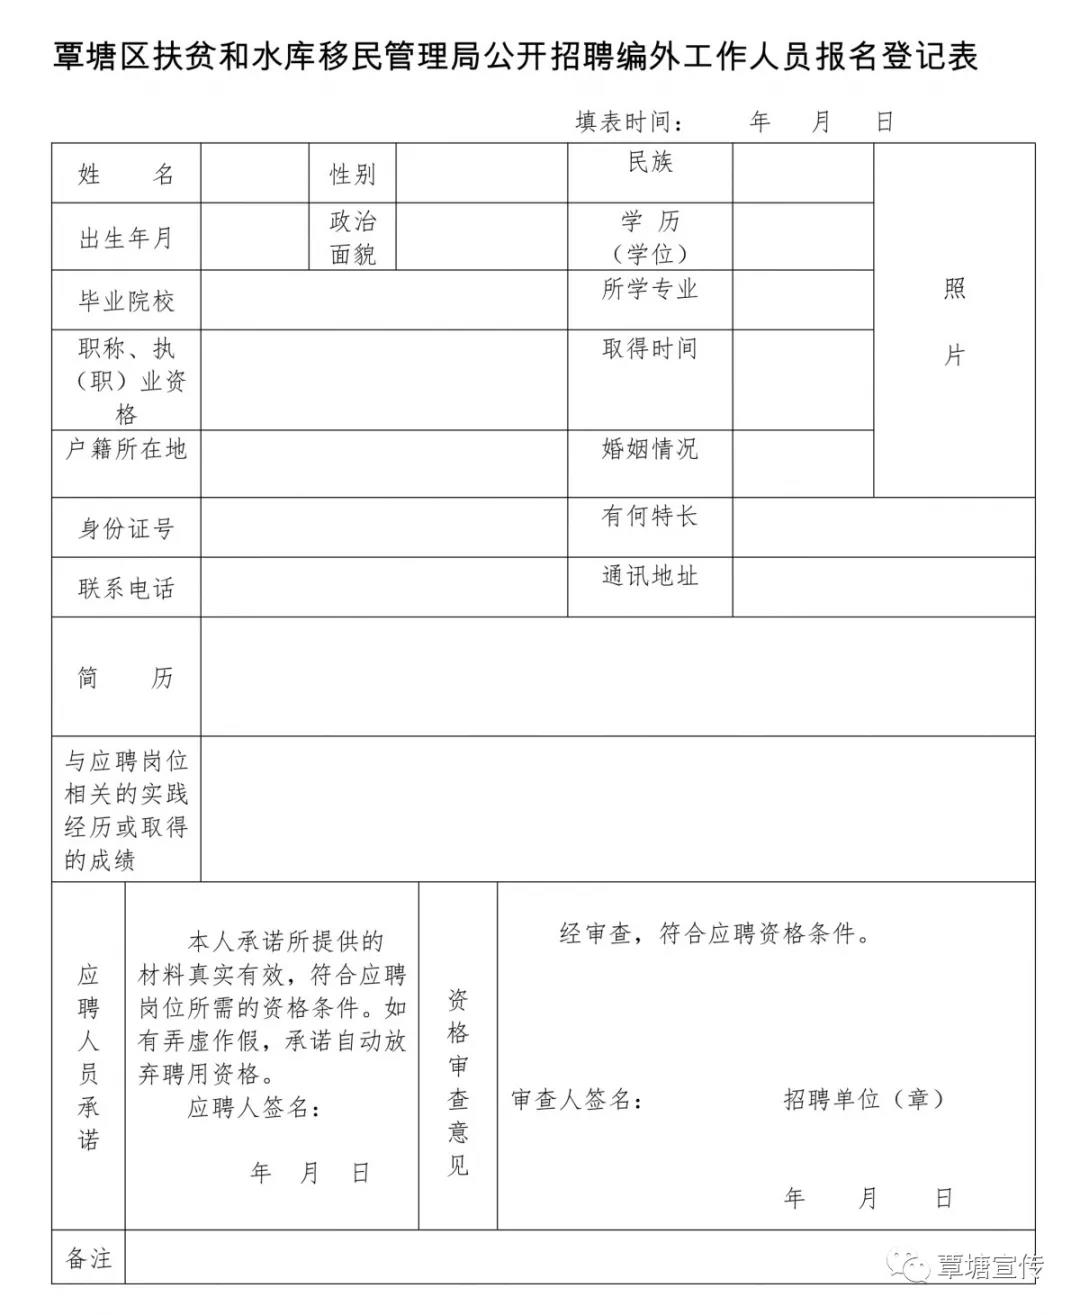 覃塘区扶贫和水库移民管理局公开招聘编外工作人员报名登记表
填表时间： 年 月 日
姓 名 性别 民族
出生年月 政治面貌 学 历（学位）
毕业院校 所学专业
照片
职称、执（职）业资格 取得时间
户籍所在地 婚姻情况
身份证号 有何特长
联系电话 通讯地址
简 历
与应聘岗位
相关的实践
经历或取得
的成绩
应聘人员承诺
本人承诺所提供的
材料真实有效，符合应聘
岗位所需的资格条件。如
有弄虚作假，承诺自动放
弃聘用资格。
应聘人签名：
年 月 日
资格审查意见
经审查，符合应聘资格条件。
审查人签名： 招聘单位（章）
年 月 日
备注
覃塘宣传